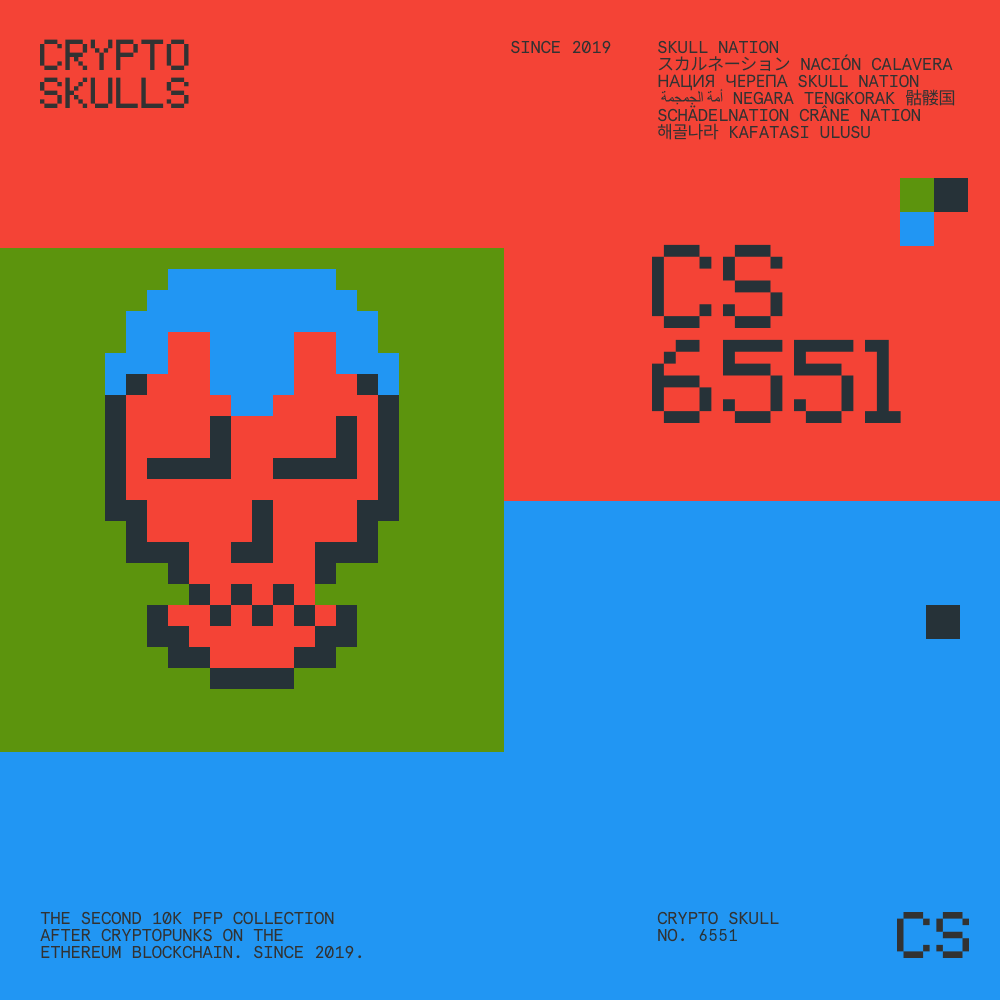 CRYPTO
SKULLS
SINCE 2019
SKULL NATION
スカルネーション NACIÓN CALAVERA
НАЦИЯ ЧЕРЕПА SKULL NATION
أمة الجمجمة NEGARA TENGKORAK 骷髅国
SCHÄDELNATION CRÂNE NATION
해골나라 KAFATASI ULUSU
CS
6551
THE SECOND 10K PFP COLLECTION
AFTER CRYPTOPUNKS ON THE
ETHEREUM BLOCKCHAIN. SINCE 2019.
CRYPTO SKULL
NO. 6551
CS